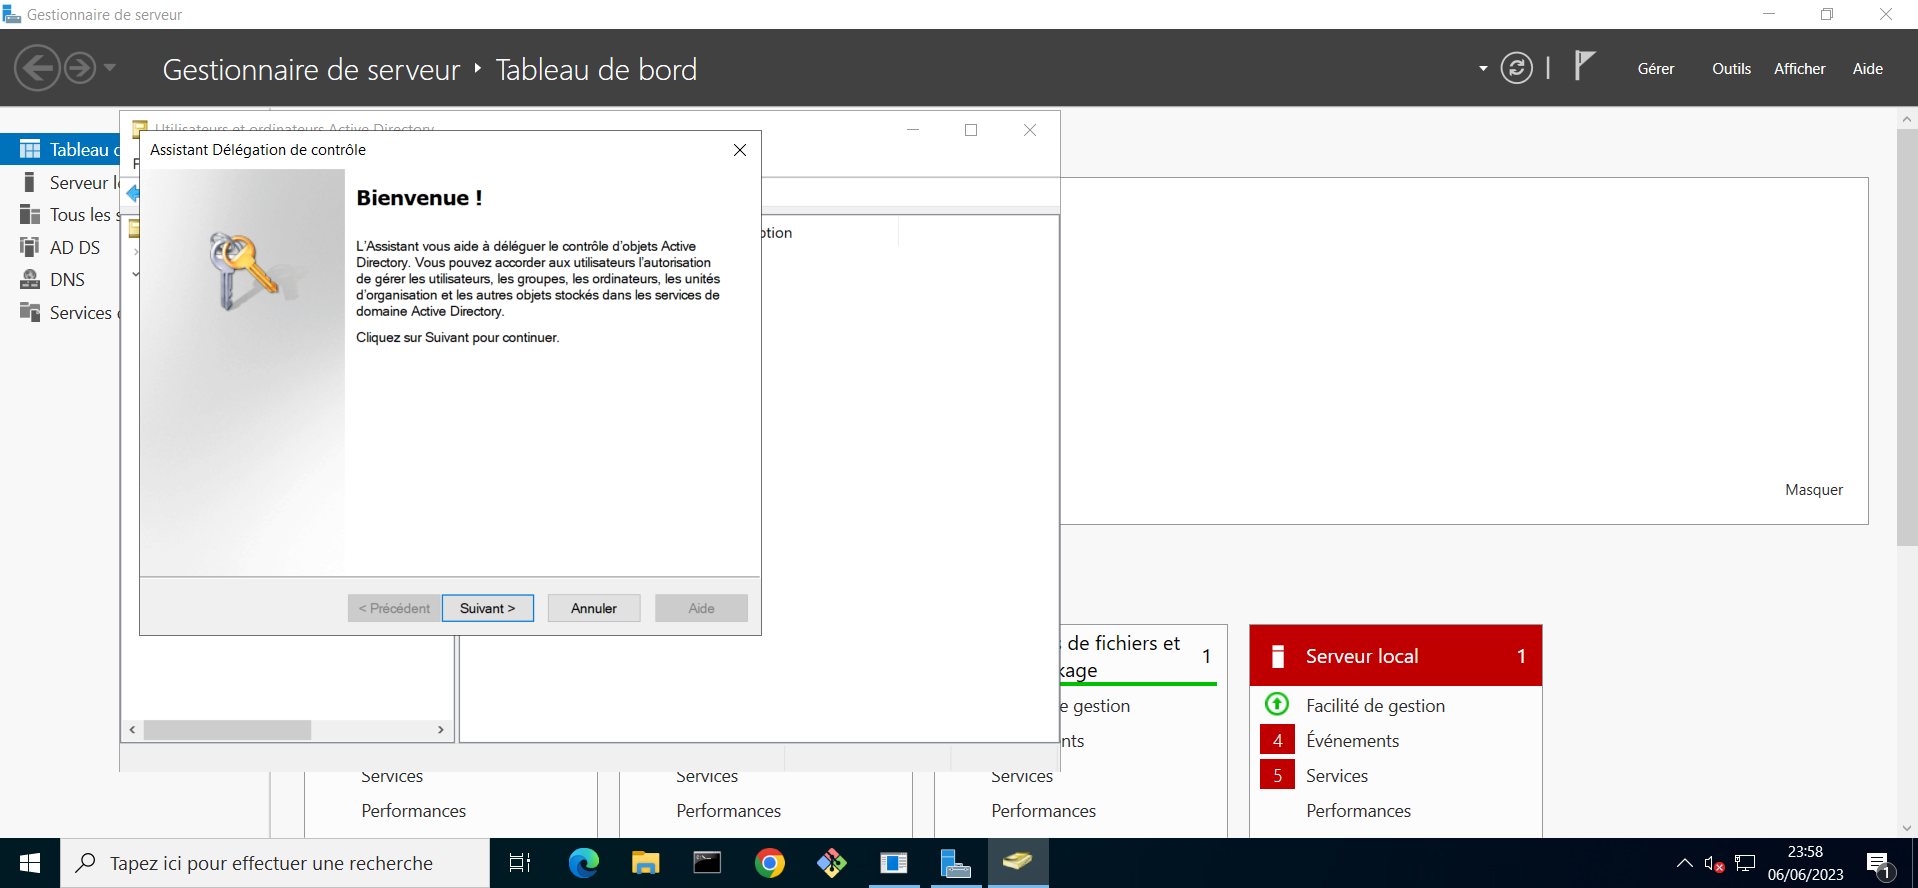 Gestionnaire de serveur
Gestionnaire de serveur Tableau de bord
Gérer Outils Afficher Aide
Utilisateurs et ordinateurs Active Directory
Tableau
Serveur
Tous les
AD DS
DNS
Services
Assistant Délégation de contrôle
Bienvenue !
L'Assistant vous aide à déléguer le contrôle d'objets Active
Directory. Vous pouvez accorder aux utilisateurs l'autorisation
de gérer les utilisateurs, les groupes, les ordinateurs, les unités
d'organisation et les autres objets stockés dans les services de
domaine Active Directory.
Cliquez sur Suivant pour continuer.
< Précédent Suivant > Annuler Aide
Masquer
de fichiers et
1
e gestion
Services
Performances
Services
Performances
Services
Performances
Serveur local 1
Facilité de gestion
4 Événements
5 Services
Performances
Tapez ici pour effectuer une recherche
23:58
06/06/2023
1